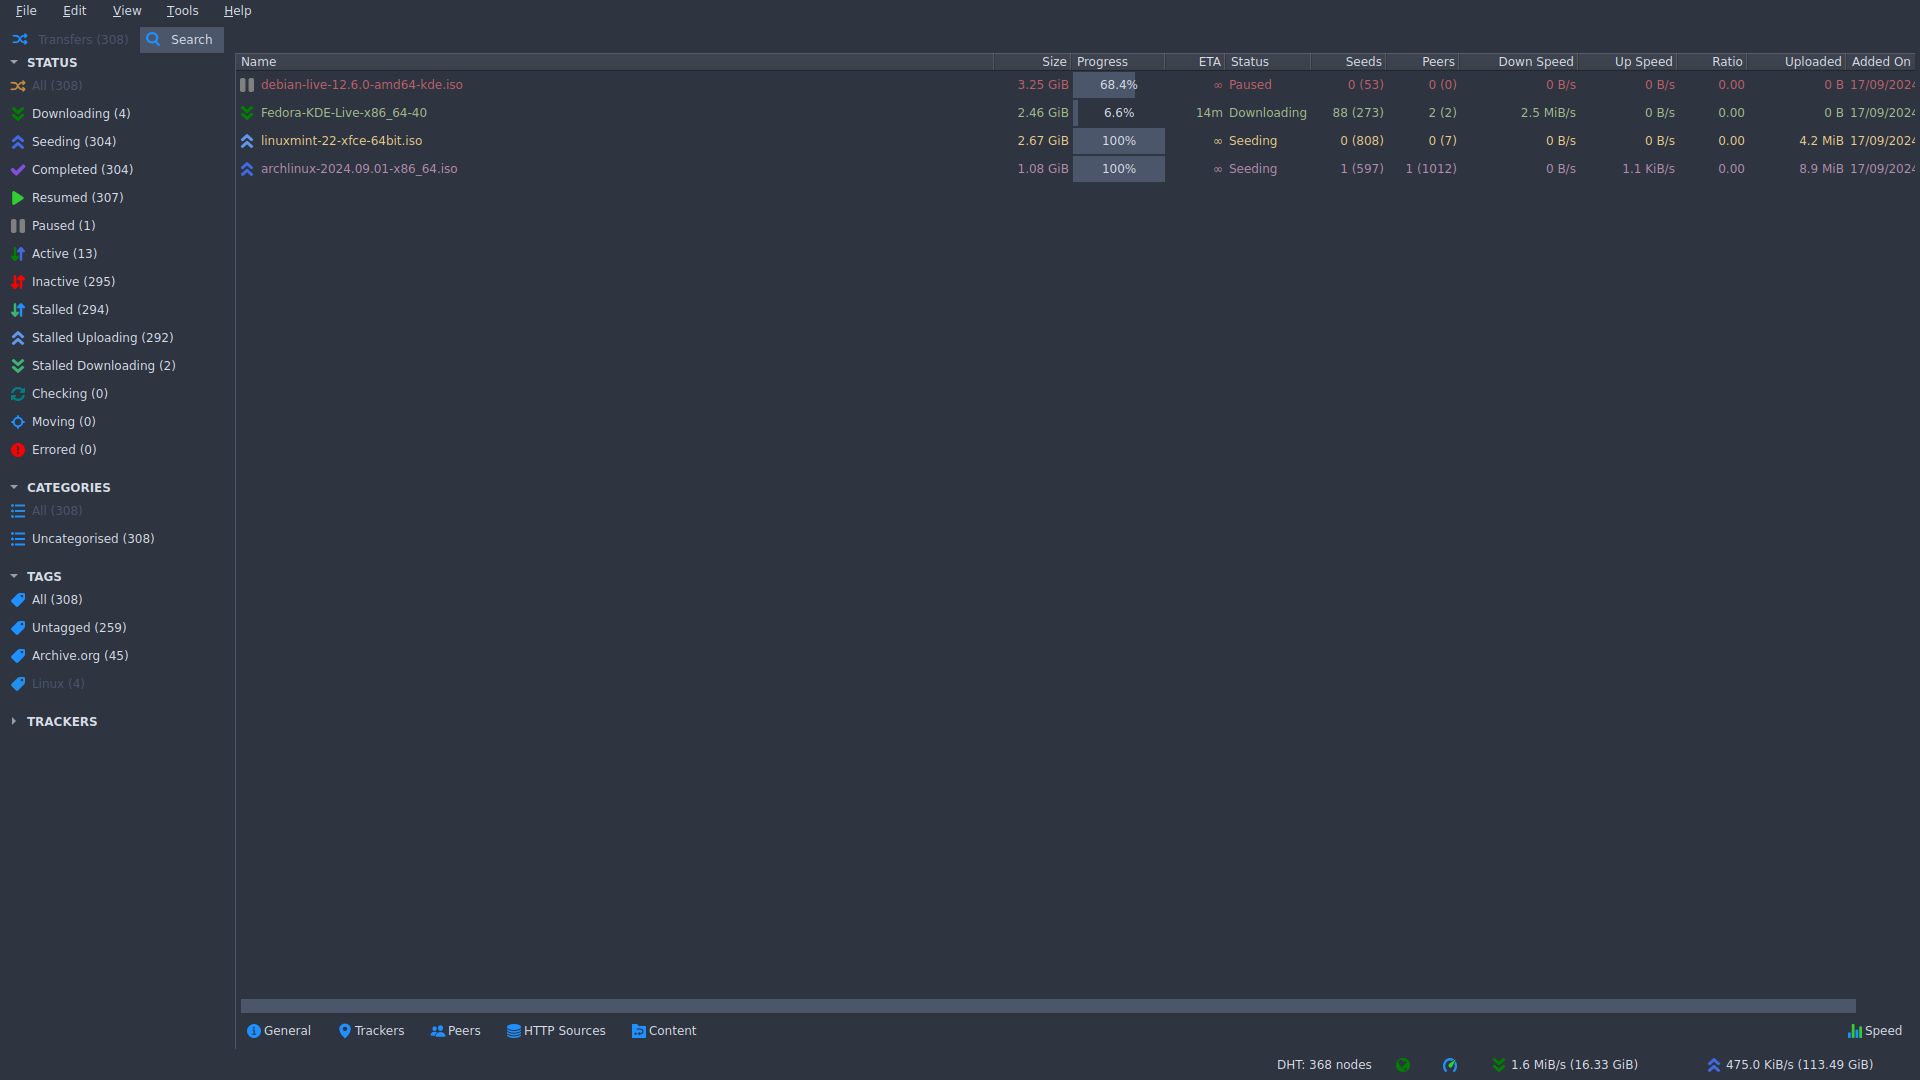 File Edit View Tools Help
Transfers (308) Search
STATUS
All (308)
Downloading (4)
Seeding (304)
Completed (304)
Resumed (307)
Paused (1)
Active (13)
Inactive (295)
Stalled (294)
Stalled Uploading (292)
Stalled Downloading (2)
Checking (0)
Moving (0)
Errored (0)
CATEGORIES
All (308)
Uncategorised (308)
TAGS
All (308)
Untagged (259)
Archive.org (45)
Linux (4)
TRACKERS
Name Size Progress ETA Status Seeds Peers Down Speed Up Speed Ratio Uploaded Added On
debian-live-12.6.0-amd64-kde.iso 3.25 GiB 68.4% ∞ Paused 0 (53) 0 (0) 0 B/s 0 B/s 0.00 0 B 17/09/2024
Fedora-KDE-Live-x86_64-40 2.46 GiB 6.6% 14m Downloading 88 (273) 2 (2) 2.5 MiB/s 0 B/s 0.00 0 B 17/09/2024
linuxmint-22-xfce-64bit.iso 2.67 GiB 100% ∞ Seeding 0 (808) 0 (7) 0 B/s 0 B/s 0.00 4.2 MiB 17/09/2024
archlinux-2024.09.01-x86_64.iso 1.08 GiB 100% ∞ Seeding 1 (597) 1 (1012) 0 B/s 1.1 KiB/s 0.00 8.9 MiB 17/09/2024
General Trackers Peers HTTP Sources Content Speed
DHT: 368 nodes 1.6 MiB/s (16.33 GiB) 475.0 KiB/s (113.49 GiB)